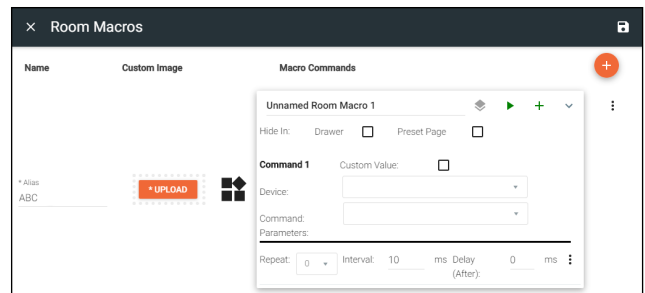 × Room Macros
Name Custom Image Macro Commands
Unnamed Room Macro 1
Hide In: Drawer Preset Page
Command 1 Custom Value:
* Alias
ABC
* UPLOAD
Device:
Command:
Parameters:
Repeat: 0 Interval: 10 ms Delay (After): 0 ms